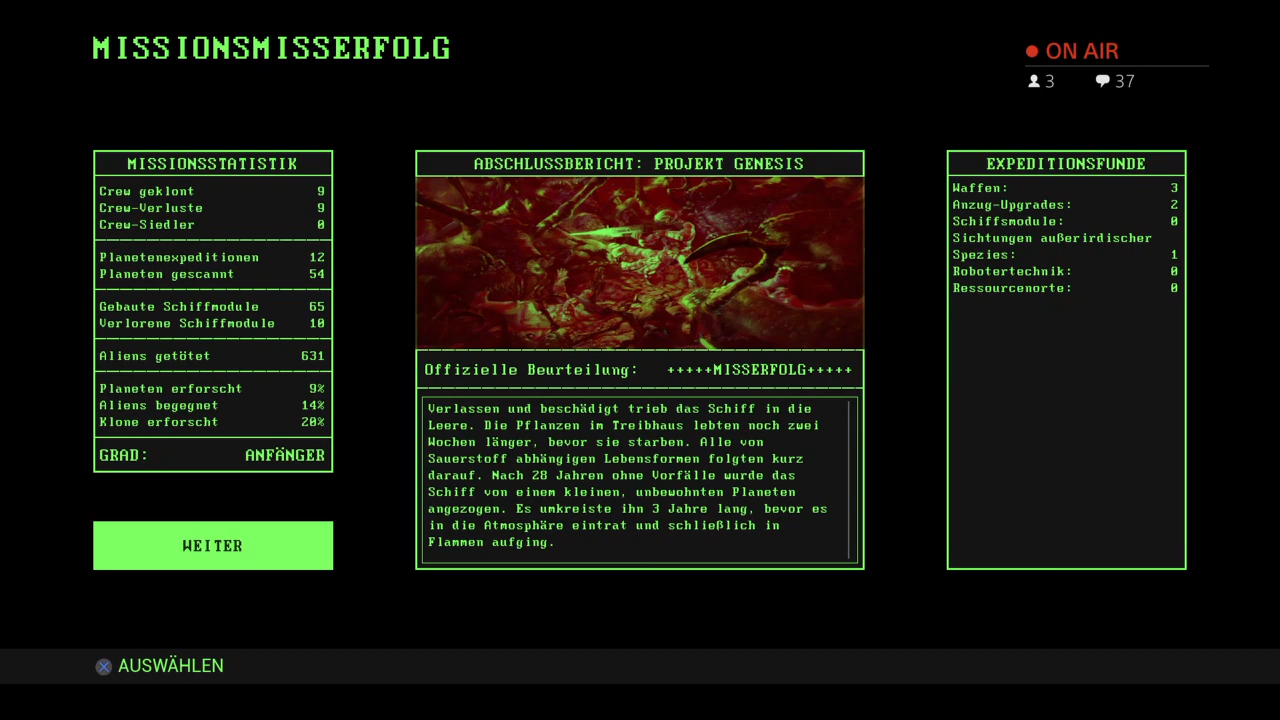 MISSIONSMISSERFOLG
ON AIR
3 37
MISSIONSSTATISTIK
Crew geklont 9
Crew-Verluste 9
Crew-Siedler 0
Planetenexpeditionen 12
Planeten gescannt 54
Gebaute Schiffmodule 65
Verlorene Schiffmodule 10
Aliens getötet 631
Planeten erforscht 9%
Aliens begegnet 14%
Klone erforscht 20%
GRAD: ANFÄNGER
WEITER
ABSCHLUSSBERICHT: PROJEKT GENESIS
Offizielle Beurteilung: +++++MISSERFOLG+++++
Verlassen und beschädigt trieb das Schiff in die
Leere. Die Pflanzen im Treibhaus lebten noch zwei
Wochen länger, bevor sie starben. Alle von
Sauerstoff abhängigen Lebensformen folgten kurz
darauf. Nach 28 Jahren ohne Vorfälle wurde das
Schiff von einem kleinen, unbewohnten Planeten
angezogen. Es umkreiste ihn 3 Jahre lang, bevor es
in die Atmosphäre eintrat und schließlich in
Flammen aufging.
EXPEDITIONSFUNDE
Waffen: 3
Anzug-Upgrades: 2
Schiffsmodule: 0
Sichtungen außerirdischer
Spezies: 1
Robotertechnik: 0
Ressourcenorte: 0
AUSWÄHLEN